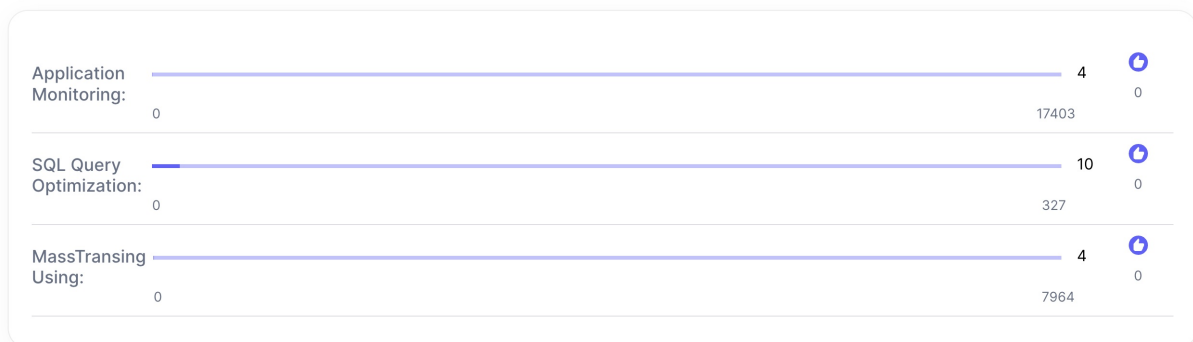 Application
Monitoring:
4
0
0
17403
SQL Query
Optimization:
10
0
0
327
MassTransing
Using:
4
0
0
7964